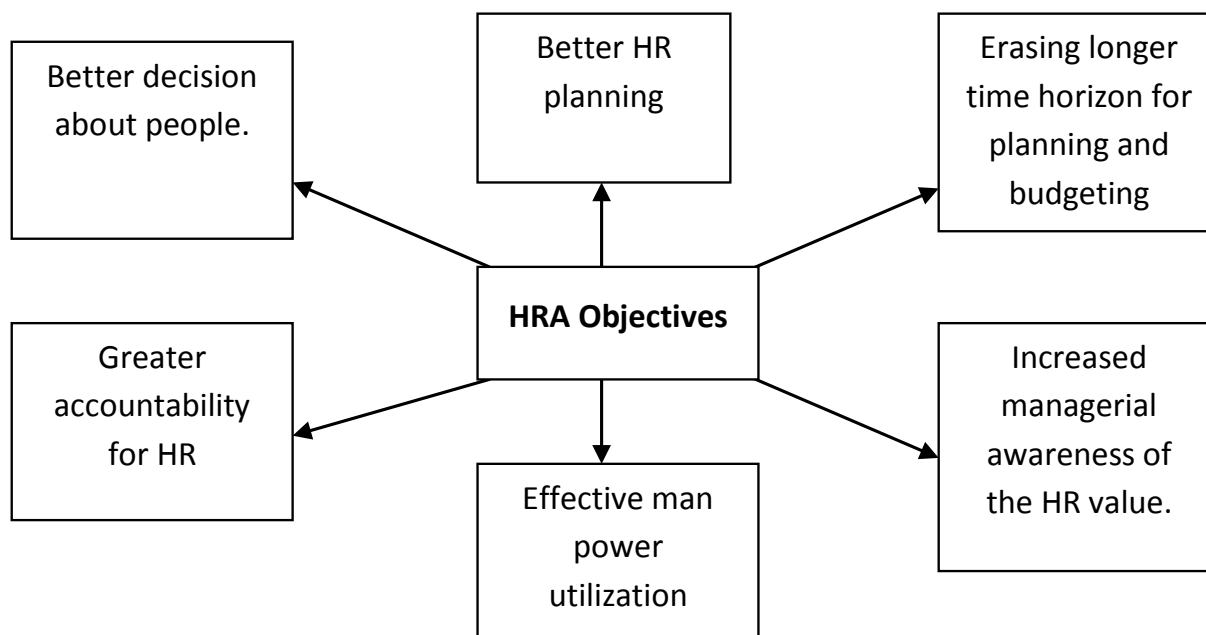 Better decision
about people.
Better HR
planning
Erasing longer
time horizon for
planning and
budgeting
HRA Objectives
Greater
accountability
for HR
Effective man
power
utilization
Increased
managerial
awareness of
the HR value.